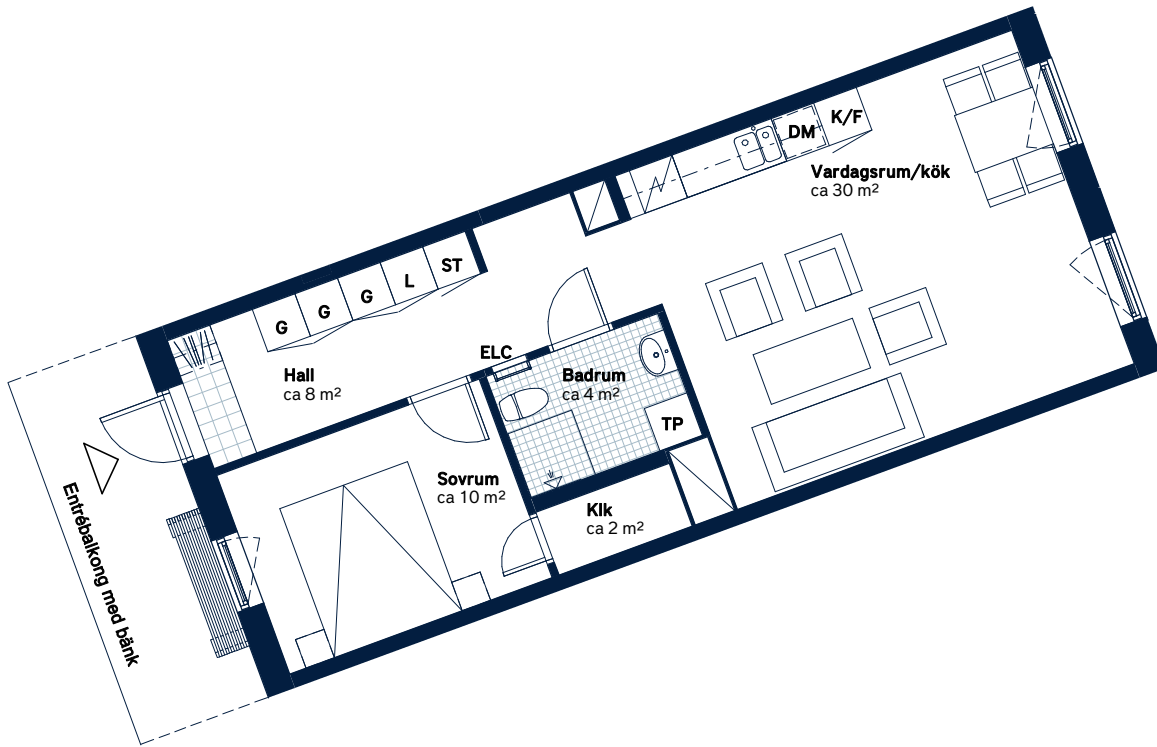 K/F
DM
Vardagsrum/kök
ca 30 m²
ST
L
G
G
G
ELC
Hall
ca 8 m²
Badrum
ca 4 m²
TP
Sovrum
ca 10 m²
Klk
ca 2 m²
Entrébalkong med bänk